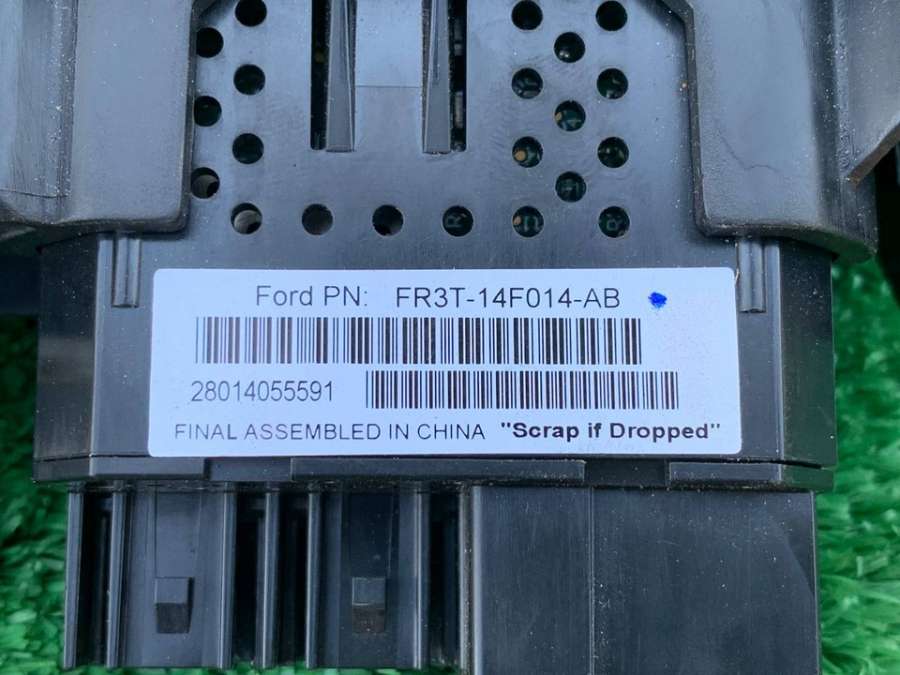 Ford PN: FR3T-14F014-AB
28014055591
FINAL ASSEMBLED IN CHINA "Scrap if Dropped"